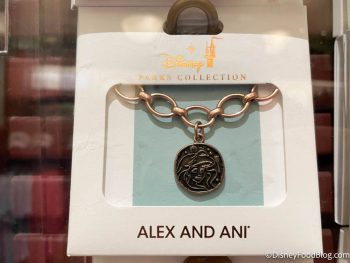 Disney
PARKS COLLECTION
ALEX AND ANI®
©DisneyFoodBlog.com